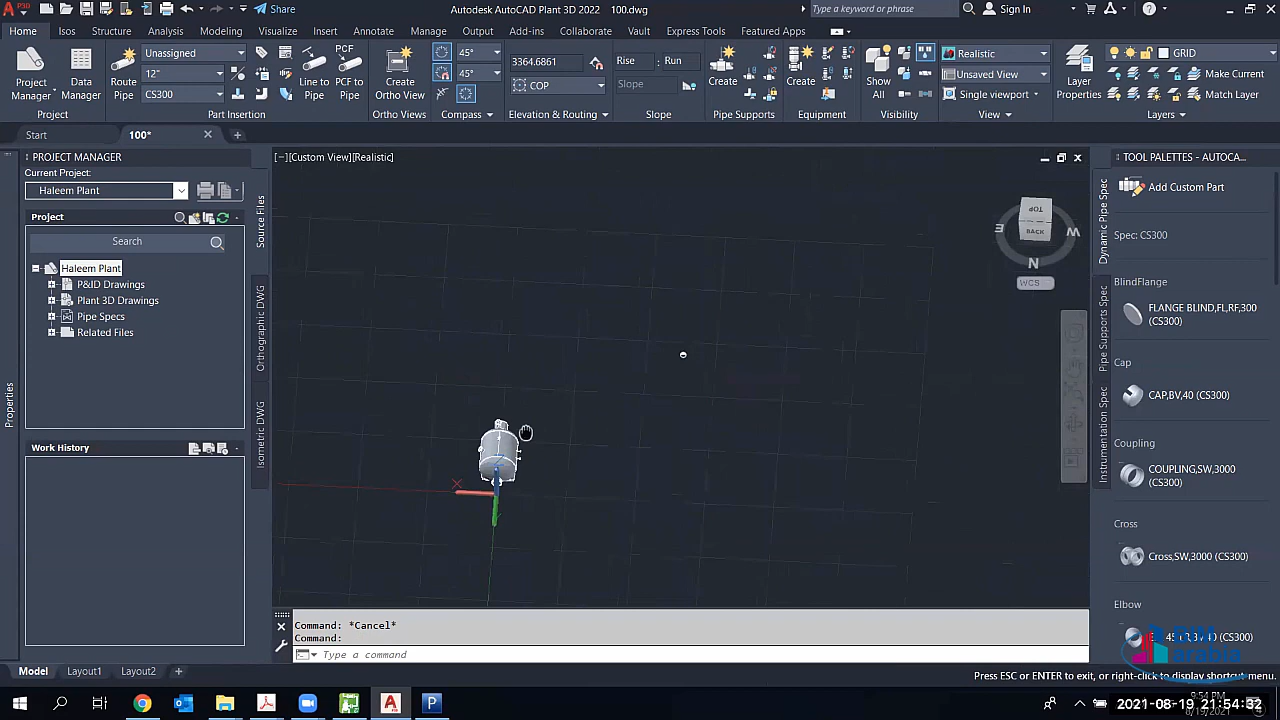 Share
Autodesk AutoCAD Plant 3D 2022 100.dwg
Type a keyword or phrase
Sign In
Home Isos Structure Analysis Modeling Visualize Insert Annotate Manage Output Add-ins Collaborate Vault Express Tools Featured Apps
Project Manager
Data Manager
Project
Route Pipe
Unassigned
12"
CS300
Line to Pipe
PCF to Pipe
Part Insertion
Create Ortho View
Ortho Views
45°
45°
Compass
3364.6861
COP
Elevation & Routing
Rise : Run
Slope
Slope
Create
Pipe Supports
Create
Equipment
Show All
Visibility
Realistic
Unsaved View
Single viewport
View
Layer Properties
GRID
Make Current
Match Layer
Layers
Start
100*
PROJECT MANAGER
Current Project:
Haleem Plant
Project
Search
Haleem Plant
P&ID Drawings
Plant 3D Drawings
Pipe Specs
Related Files
Work History
Properties
Source Files
Orthographic DWG
Isometric DWG
[−][Custom View][Realistic]
TOP
BACK
E
W
N
WCS
X
TOOL PALETTES - AUTOCA...
Dynamic Pipe Spec
Pipe Supports Spec
Instrumentation Spec
Add Custom Part
Spec: CS300
BlindFlange
FLANGE BLIND,FL,RF,300
(CS300)
Cap
CAP,BV,40 (CS300)
Coupling
COUPLING,SW,3000
(CS300)
Cross
Cross,SW,3000 (CS300)
Elbow
(CS300)
BIM
arabia
Command: *Cancel*
Command:
Type a command
Model Layout1 Layout2
Press ESC or ENTER to exit, or right-click to display shortcut menu.
9:54 PM
2021-08-19 21:54:32